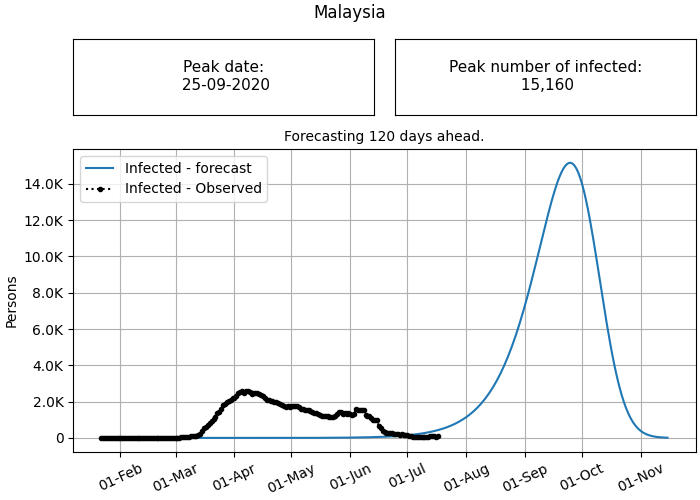 Malaysia
Peak date:
25-09-2020
Peak number of infected:
15,160
Forecasting 120 days ahead.
Infected - forecast
Infected - Observed
14.0K
12.0K
10.0K
8.0K
6.0K
4.0K
2.0K
0
Persons
01-Feb
01-Mar
01-Apr
01-May
01-Jun
01-Jul
01-Aug
01-Sep
01-Oct
01-Nov